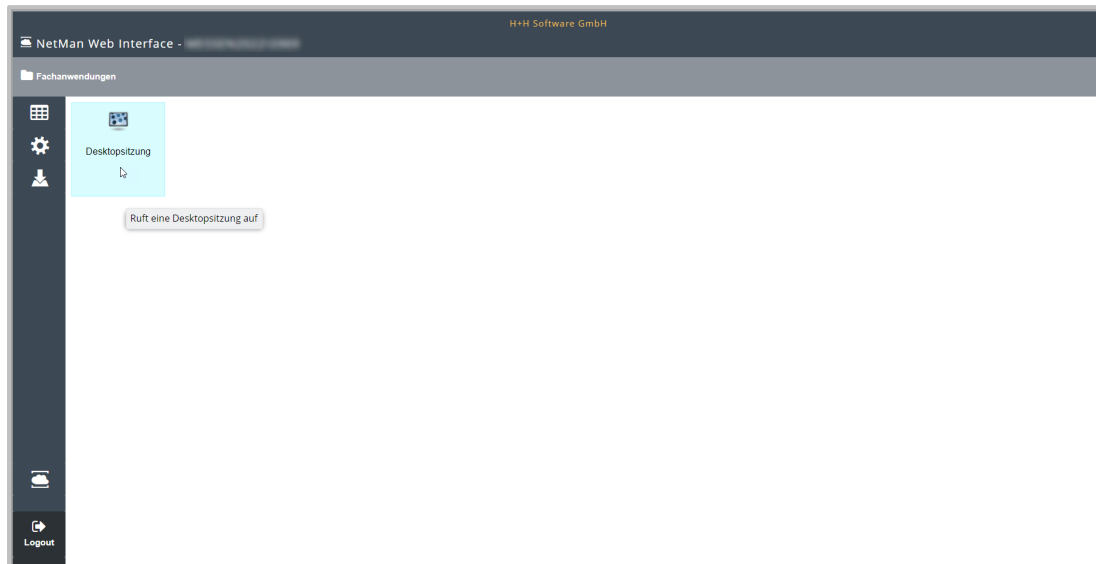 H+H Software GmbH
NetMan Web Interface -
Fachanwendungen
Desktopsitzung
Ruft eine Desktopsitzung auf
Logout